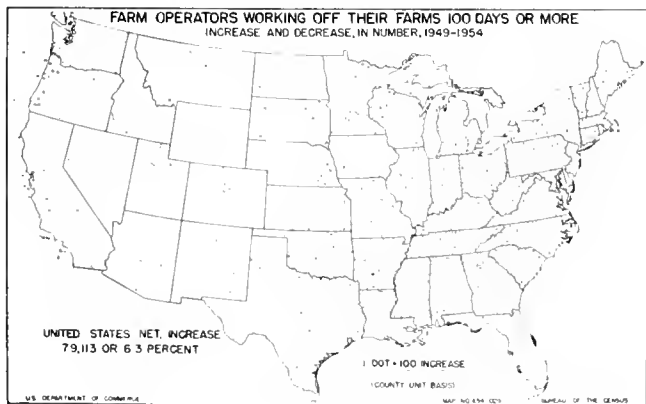 FARM OPERATORS WORKING OFF THEIR FARMS 100 DAYS OR MORE
INCREASE AND DECREASE, IN NUMBER, 1949-1954
UNITED STATES NET INCREASE
79,113 OR 6.3 PERCENT
1 DOT = 100 INCREASE
(COUNTY UNIT BASIS)
U.S. DEPARTMENT OF COMMERCE
MAP NO. BUREAU OF THE CENSUS